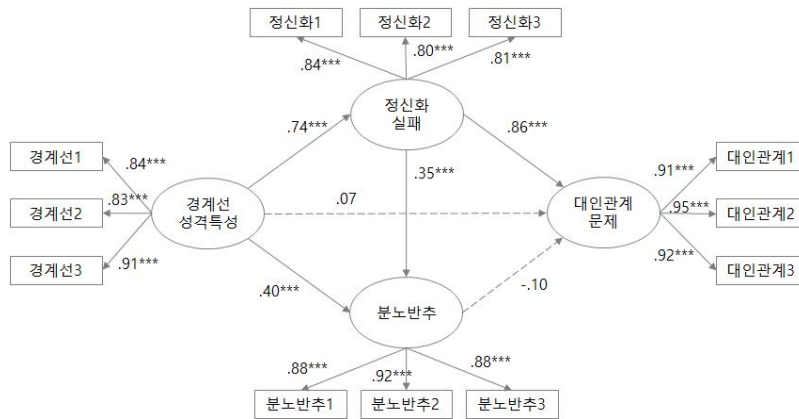 정신화1
정신화2
정신화3
.84***
.80***
.81***
정신화
실패
.74***
.86***
경계선1
경계선2
경계선3
.84***
.83***
.91***
경계선
성격특성
.35***
.07
대인관계
문제
.91***
.95***
.92***
대인관계1
대인관계2
대인관계3
.40***
-.10
분노반추
.88***
.92***
.88***
분노반추1
분노반추2
분노반추3